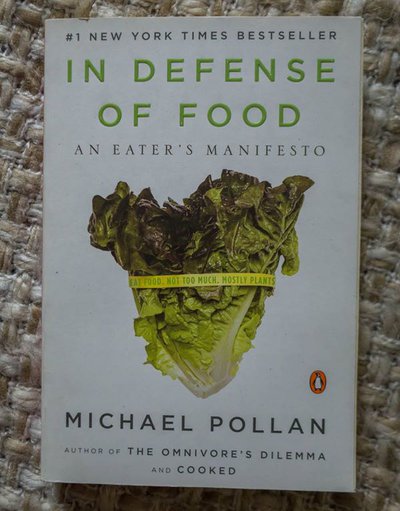 #1 NEW YORK TIMES BESTSELLER
IN DEFENSE
OF FOOD
AN EATER'S MANIFESTO
EAT FOOD. NOT TOO MUCH. MOSTLY PLANTS
MICHAEL POLLAN
AUTHOR OF THE OMNIVORE'S DILEMMA
AND COOKED